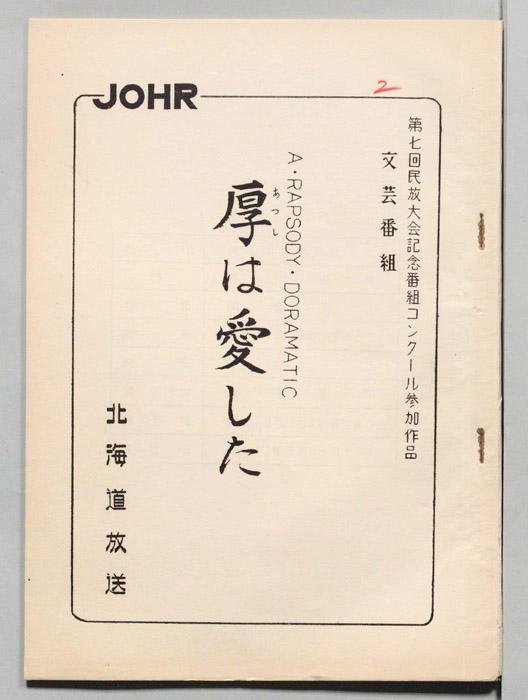 JOHR
2
第七回民放大会記念番組コンクール参加作品
文芸番組
A・RAPSODY・DORAMATIC
あつし
厚は愛した
北海道放送